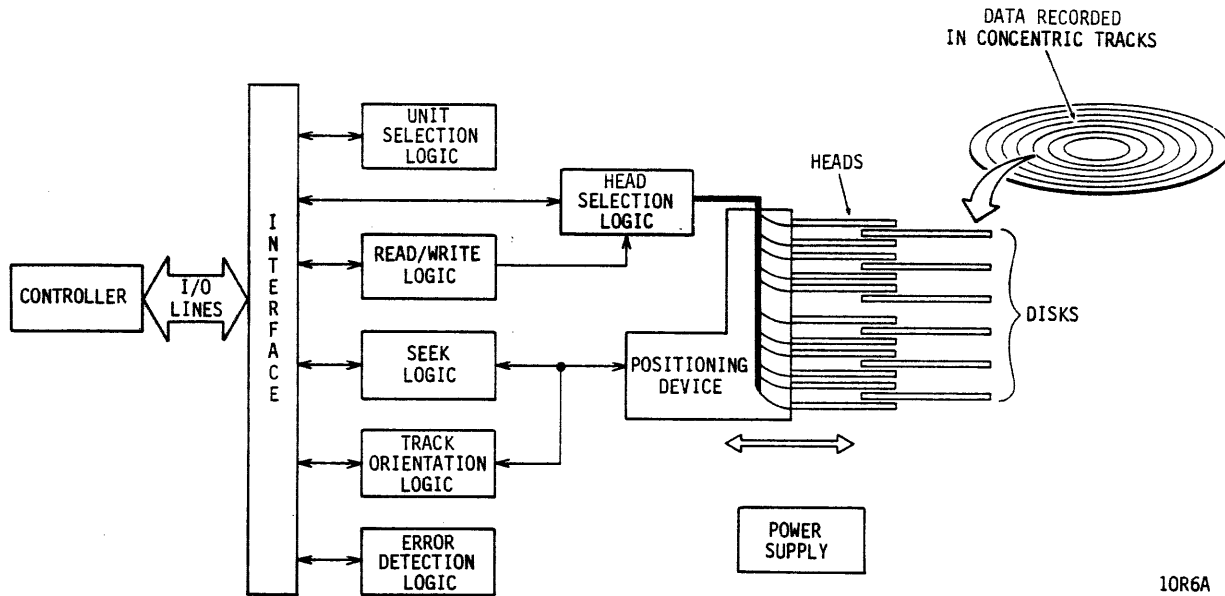 DATA RECORDED
IN CONCENTRIC TRACKS
UNIT
SELECTION
LOGIC
HEADS
HEAD
SELECTION
LOGIC
INTERFACE
READ/WRITE
LOGIC
CONTROLLER
I/O
LINES
DISKS
SEEK
LOGIC
POSITIONING
DEVICE
TRACK
ORIENTATION
LOGIC
POWER
SUPPLY
ERROR
DETECTION
LOGIC
10R6A